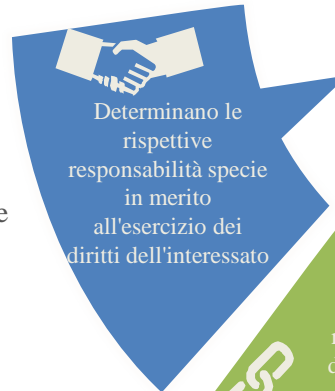 Determinano le
rispettive
responsabilità specie
in merito
all'esercizio dei
diritti dell'interessato
e